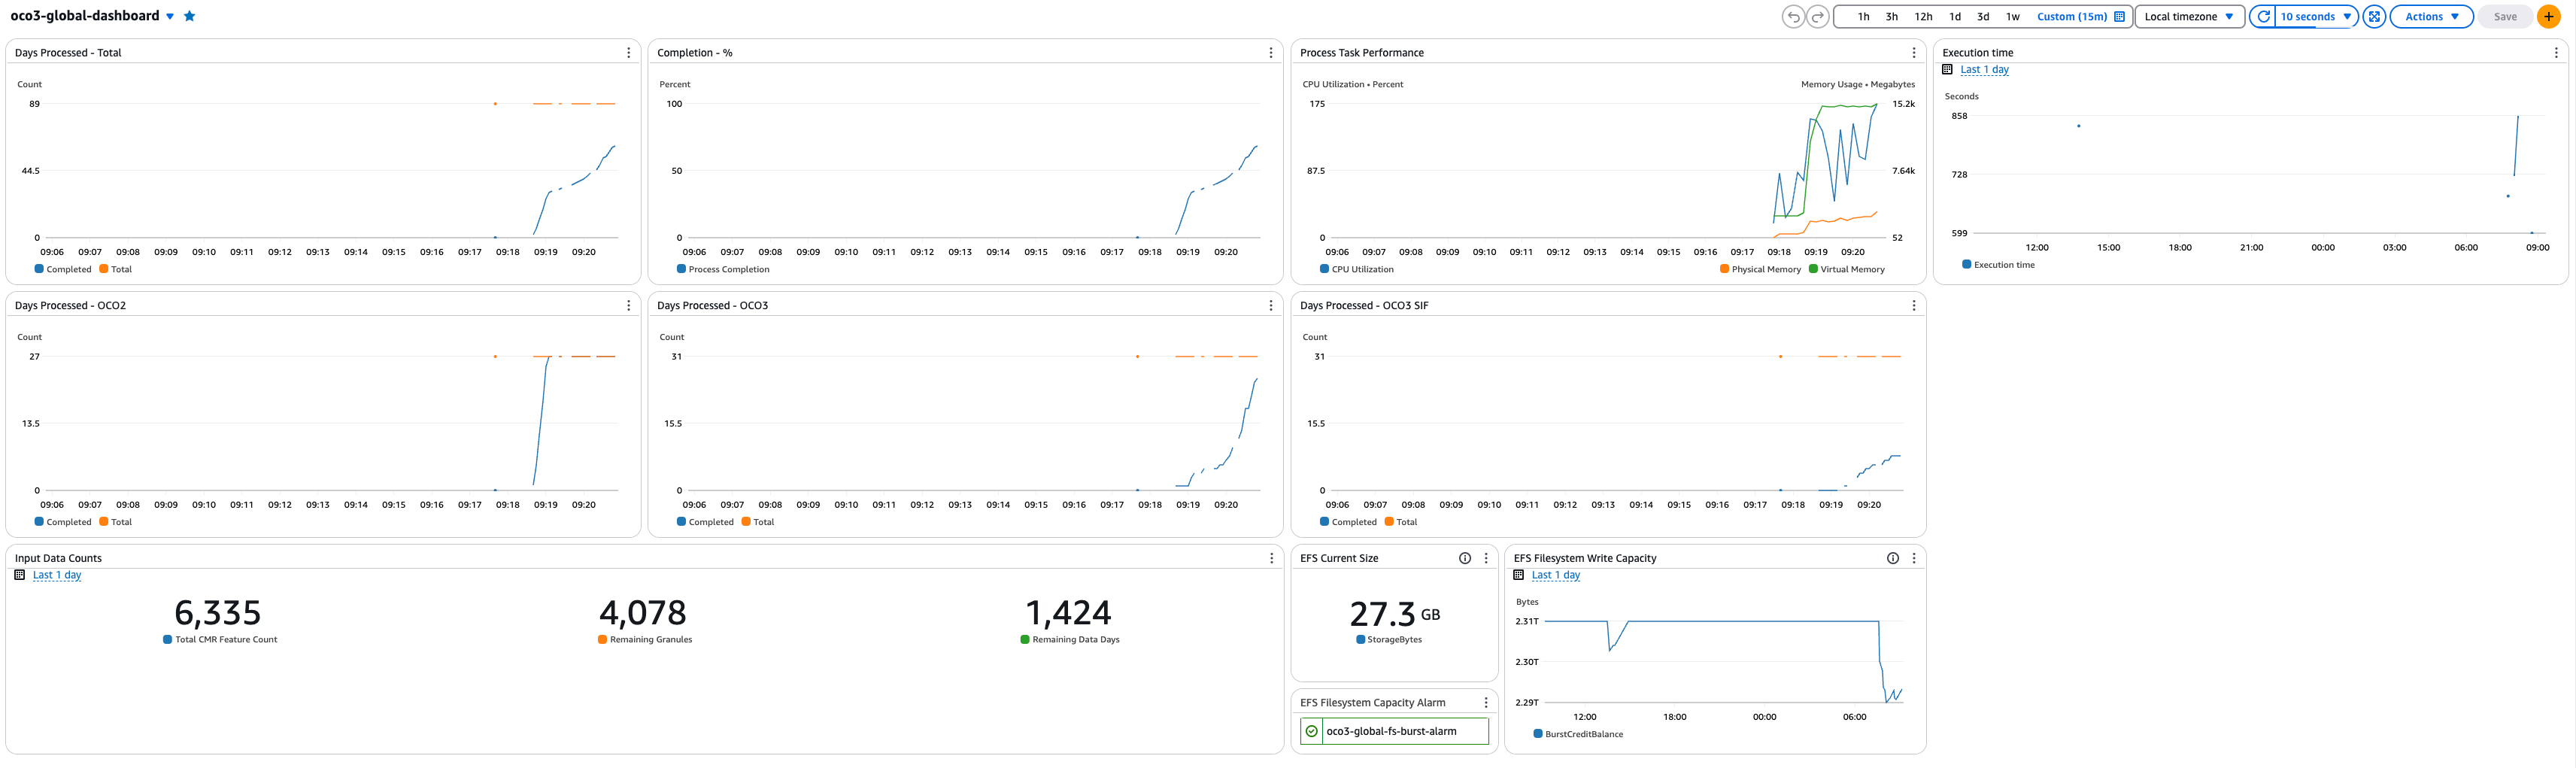 oco3-global-dashboard
1h 3h 12h 1d 3d 1w Custom (15m) Local timezone 10 seconds Actions Save
Days Processed - Total
Count
89
44.5
0
09:06 09:07 09:08 09:09 09:10 09:11 09:12 09:13 09:14 09:15 09:16 09:17 09:18 09:19 09:20
Completed Total
Completion - %
Percent
100
50
0
09:06 09:07 09:08 09:09 09:10 09:11 09:12 09:13 09:14 09:15 09:16 09:17 09:18 09:19 09:20
Process Completion
Process Task Performance
CPU Utilization • Percent Memory Usage • Megabytes
175 15.2k
87.5 7.64k
0 52
09:06 09:07 09:08 09:09 09:10 09:11 09:12 09:13 09:14 09:15 09:16 09:17 09:18 09:19 09:20
CPU Utilization Physical Memory Virtual Memory
Execution time
Last 1 day
Seconds
858
728
599
12:00 15:00 18:00 21:00 00:00 03:00 06:00 09:00
Execution time
Days Processed - OCO2
Count
27
13.5
0
09:06 09:07 09:08 09:09 09:10 09:11 09:12 09:13 09:14 09:15 09:16 09:17 09:18 09:19 09:20
Completed Total
Days Processed - OCO3
Count
31
15.5
0
09:06 09:07 09:08 09:09 09:10 09:11 09:12 09:13 09:14 09:15 09:16 09:17 09:18 09:19 09:20
Completed Total
Days Processed - OCO3 SIF
Count
31
15.5
0
09:06 09:07 09:08 09:09 09:10 09:11 09:12 09:13 09:14 09:15 09:16 09:17 09:18 09:19 09:20
Completed Total
Input Data Counts
Last 1 day
6,335 4,078 1,424
Total CMR Feature Count Remaining Granules Remaining Data Days
EFS Current Size
27.3 GB
StorageBytes
EFS Filesystem Capacity Alarm
oco3-global-fs-burst-alarm
EFS Filesystem Write Capacity
Last 1 day
Bytes
2.31T
2.30T
2.29T
12:00 18:00 00:00 06:00
BurstCreditBalance